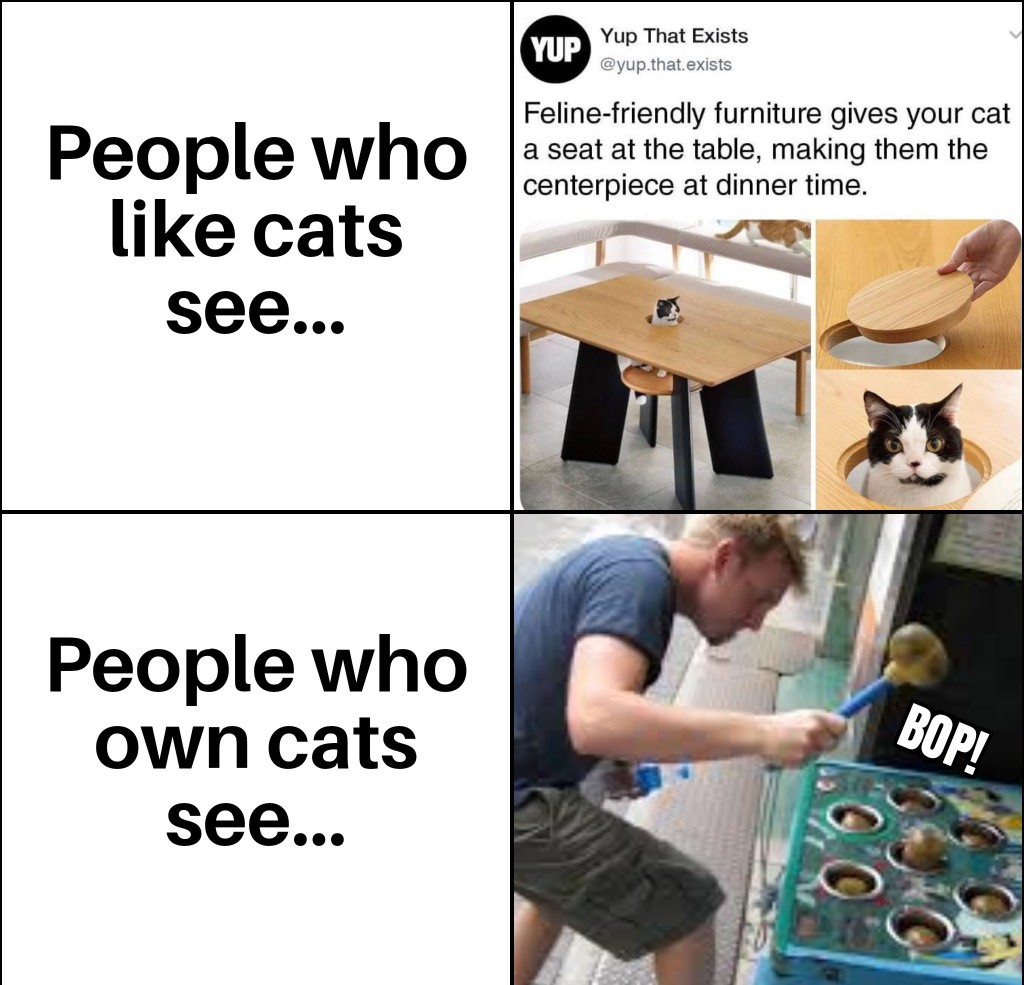 People who
like cats
see...
YUP
Yup That Exists
@yup.that.exists
Feline-friendly furniture gives your cat
a seat at the table, making them the
centerpiece at dinner time.
People who
own cats
see...
BOP!